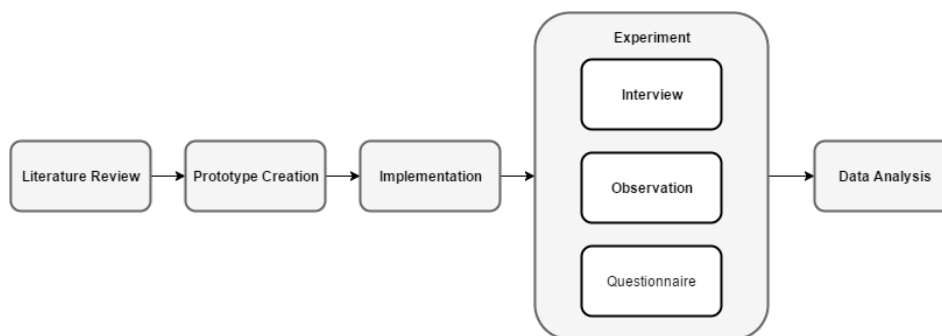 Literature Review
Prototype Creation
Implementation
Experiment
Interview
Observation
Questionnaire
Data Analysis